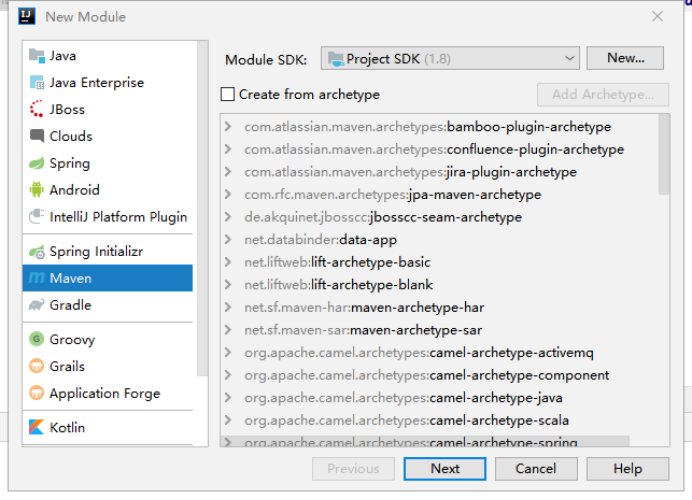 New Module
Java
Java Enterprise
JBoss
Clouds
Spring
Android
IntelliJ Platform Plugin
Spring Initializr
Maven
Gradle
Groovy
Grails
Application Forge
Kotlin
Module SDK: Project SDK (1.8) New...
Create from archetype Add Archetype...
com.atlassian.maven.archetypes:bamboo-plugin-archetype
com.atlassian.maven.archetypes:confluence-plugin-archetype
com.atlassian.maven.archetypes:jira-plugin-archetype
com.rfc.maven.archetypes:jpa-maven-archetype
de.akquinet.jbosscc:jbosscc-seam-archetype
net.databinder:data-app
net.liftweb:lift-archetype-basic
net.liftweb:lift-archetype-blank
net.sf.maven-har:maven-archetype-har
net.sf.maven-sar:maven-archetype-sar
org.apache.camel.archetypes:camel-archetype-activemq
org.apache.camel.archetypes:camel-archetype-component
org.apache.camel.archetypes:camel-archetype-java
org.apache.camel.archetypes:camel-archetype-scala
org.apache.camel.archetypes:camel-archetype-spring
Previous Next Cancel Help